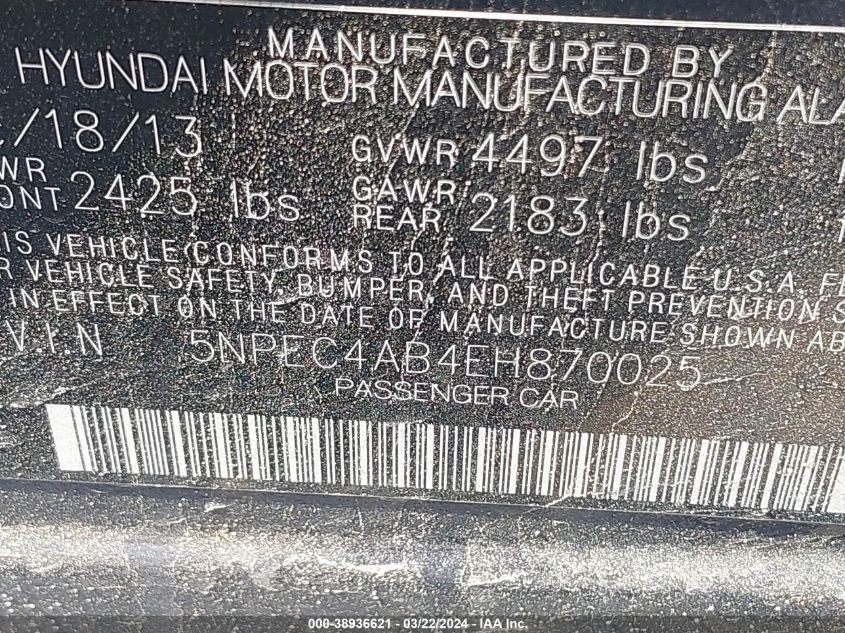 MANUFACTURED BY
HYUNDAI MOTOR MANUFACTURING ALA
/18/13 GVWR 4497 lbs
WR ONT 2425 lbs GAWR REAR 2183 lbs
IS VEHICLE CONFORMS TO ALL APPLICABLE U.S.A. FE
R VEHICLE SAFETY, BUMPER, AND THEFT PREVENTION S
IN EFFECT ON THE DATE OF MANUFACTURE SHOWN AB
V.I.N 5NPEC4AB4EH870025
PASSENGER CAR
000-38936621 - 03/22/2024 - IAA Inc.